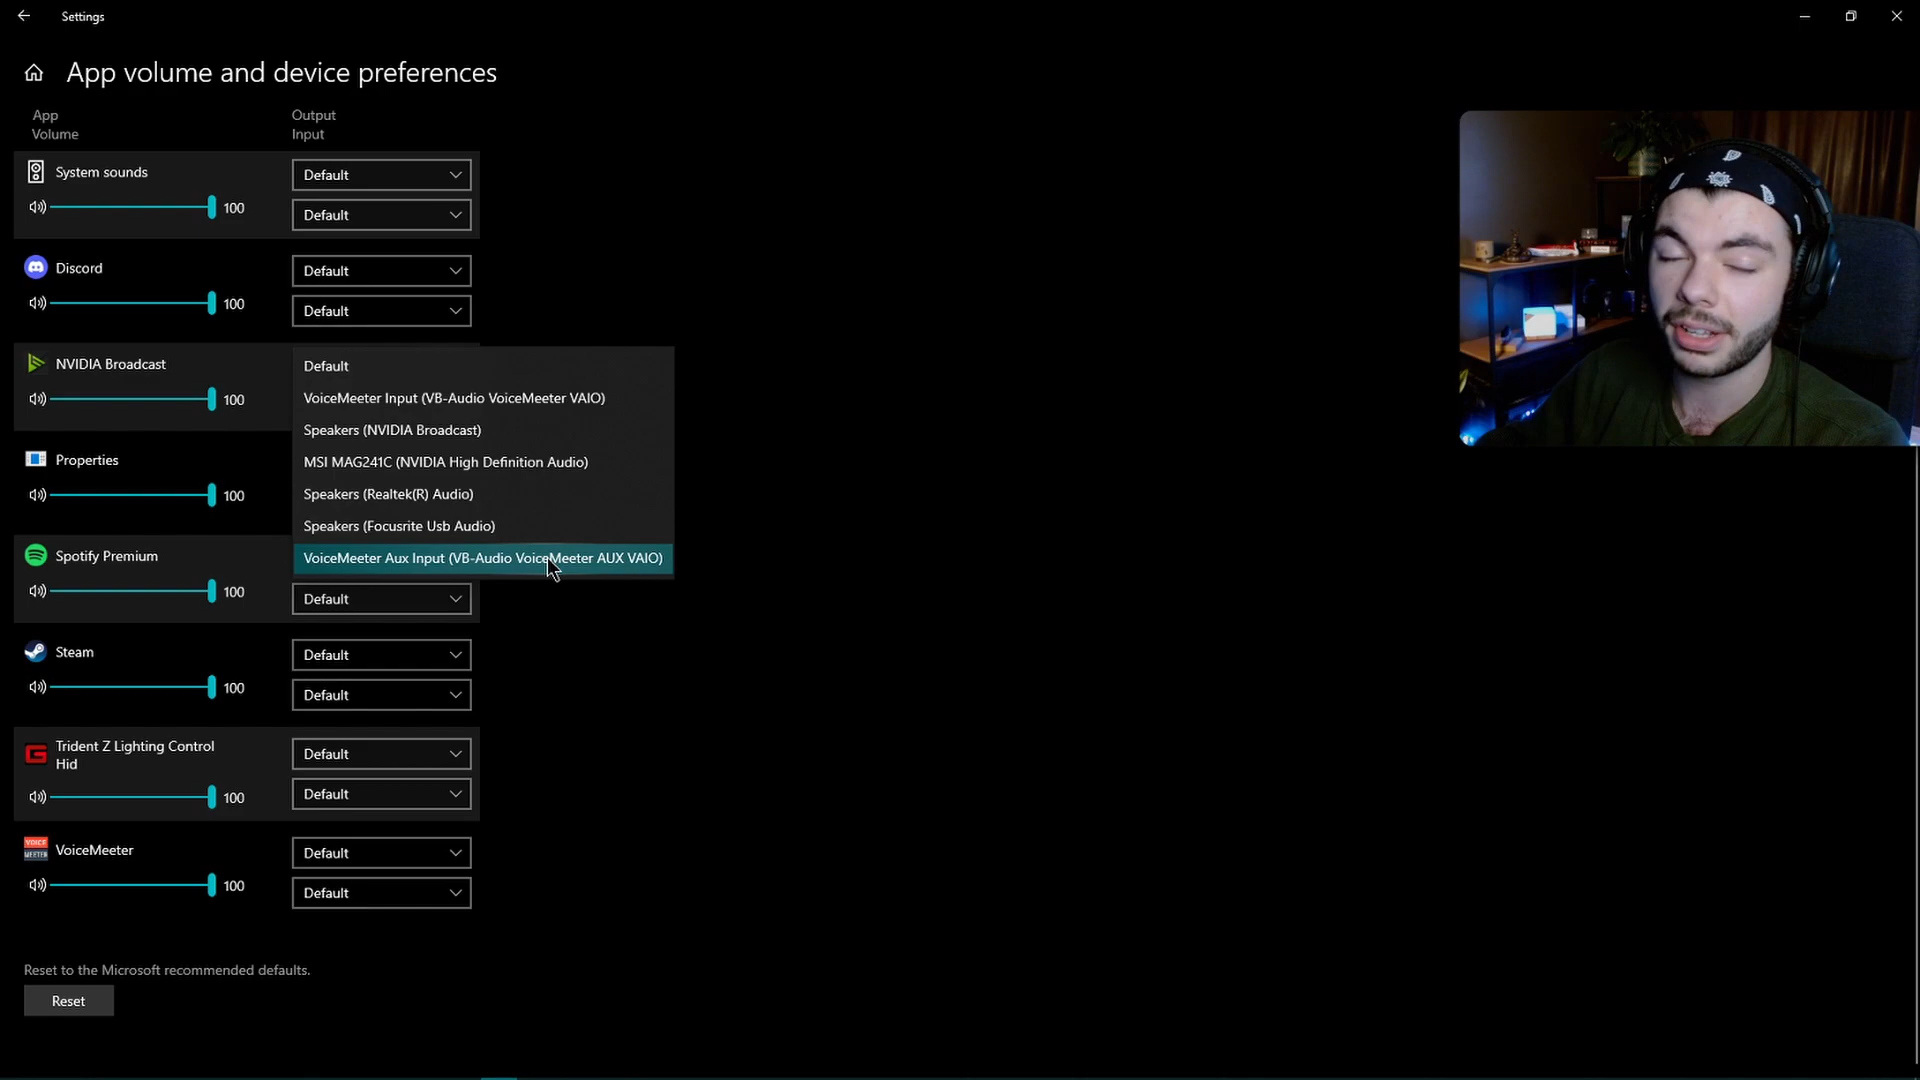 Settings
App volume and device preferences
App
Volume
Output
Input
System sounds
Default
100
Default
Discord
Default
100
Default
NVIDIA Broadcast
100
Default
VoiceMeeter Input (VB-Audio VoiceMeeter VAIO)
Speakers (NVIDIA Broadcast)
MSI MAG241C (NVIDIA High Definition Audio)
Speakers (Realtek(R) Audio)
Speakers (Focusrite Usb Audio)
VoiceMeeter Aux Input (VB-Audio VoiceMeeter AUX VAIO)
Properties
100
Spotify Premium
100
Default
Steam
Default
100
Default
Trident Z Lighting Control
Hid
Default
100
Default
VOICE
MEETER
VoiceMeeter
Default
100
Default
Reset to the Microsoft recommended defaults.
Reset